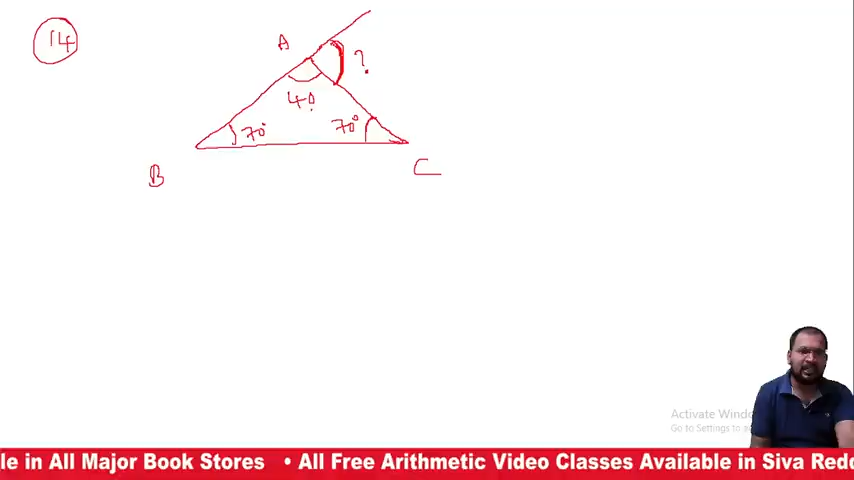 14
A
?
40
70°
70°
B
C
Activate Windo
Go to Settings to a
le in All Major Book Stores • All Free Arithmetic Video Classes Available in Siva Redd